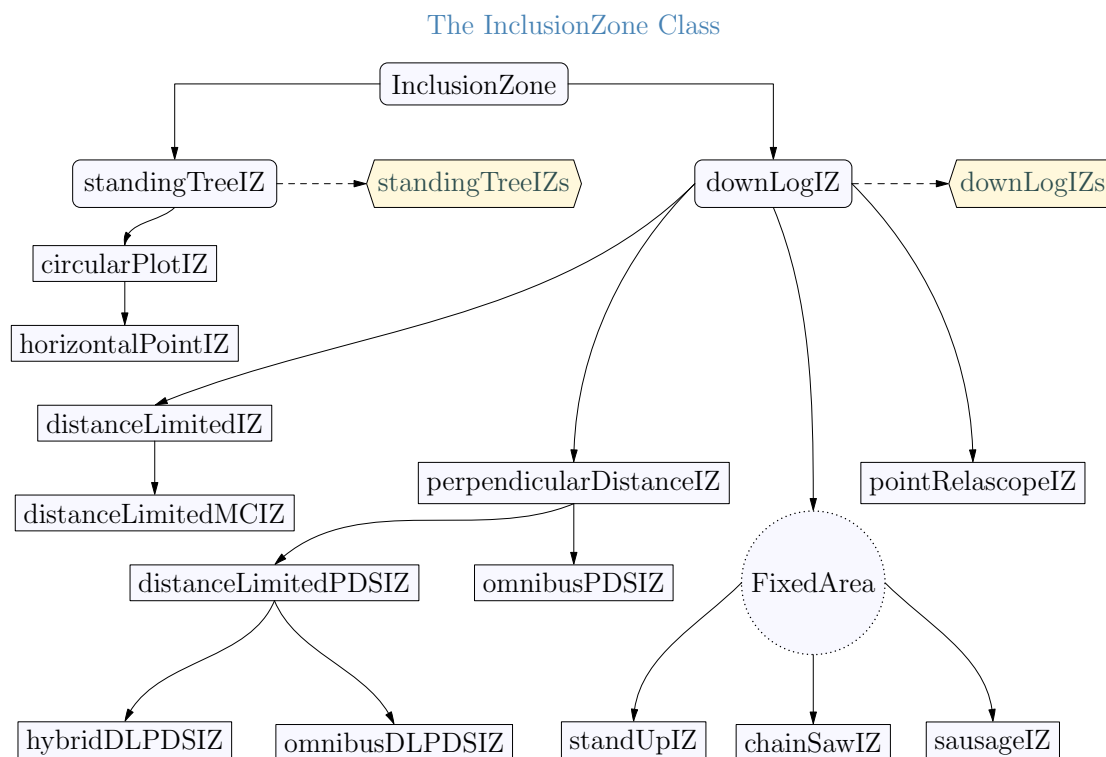 The InclusionZone Class
InclusionZone
standingTreeIZ
standingTreeIZs
downLogIZ
downLogIZs
circularPlotIZ
horizontalPointIZ
distanceLimitedIZ
perpendicularDistanceIZ
pointRelascopeIZ
distanceLimitedMCIZ
distanceLimitedPDSIZ
omnibusPDSIZ
FixedArea
hybridDLPDSIZ
omnibusDLPDSIZ
standUpIZ
chainSawIZ
sausageIZ